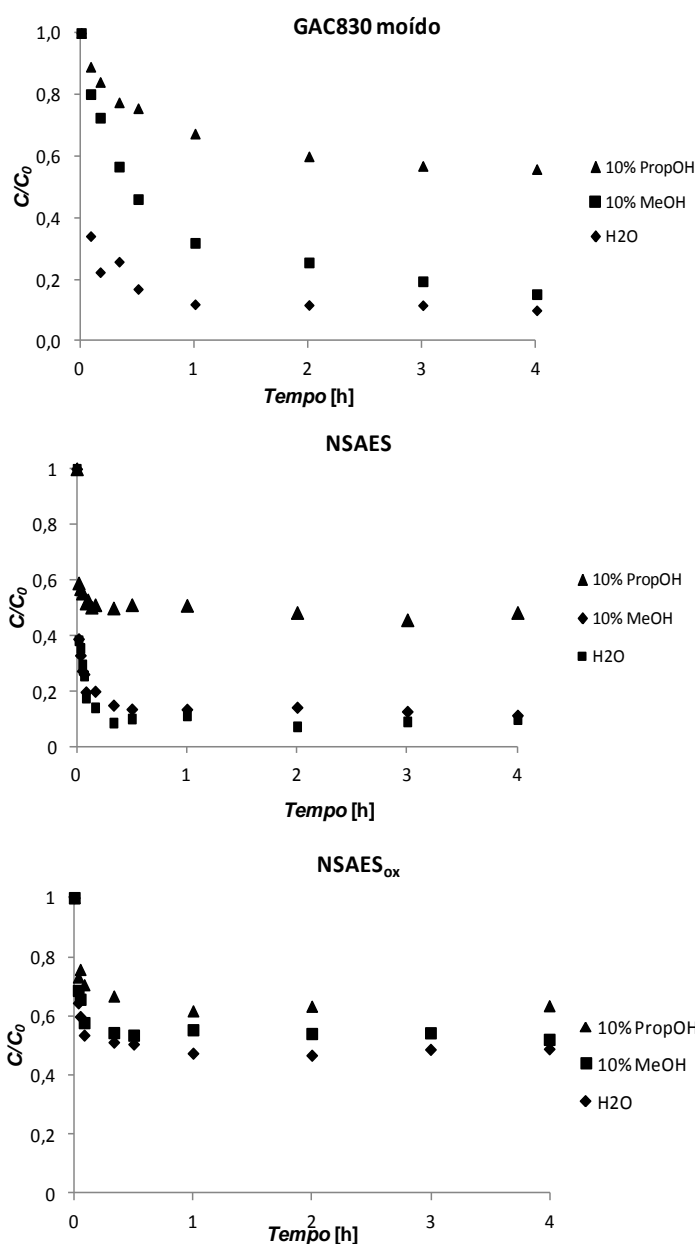 GAC830 moído
1,0
0,8
0,6
0,4
0,2
0,0
C/C0
0 1 2 3 4
Tempo [h]
10% PropOH
10% MeOH
H2O
NSAES
1
0,8
0,6
0,4
0,2
0
C/C0
0 1 2 3 4
Tempo [h]
10% PropOH
10% MeOH
H2O
NSAESox
1
0,8
0,6
0,4
0,2
0
C/C0
0 1 2 3 4
Tempo [h]
10% PropOH
10% MeOH
H2O